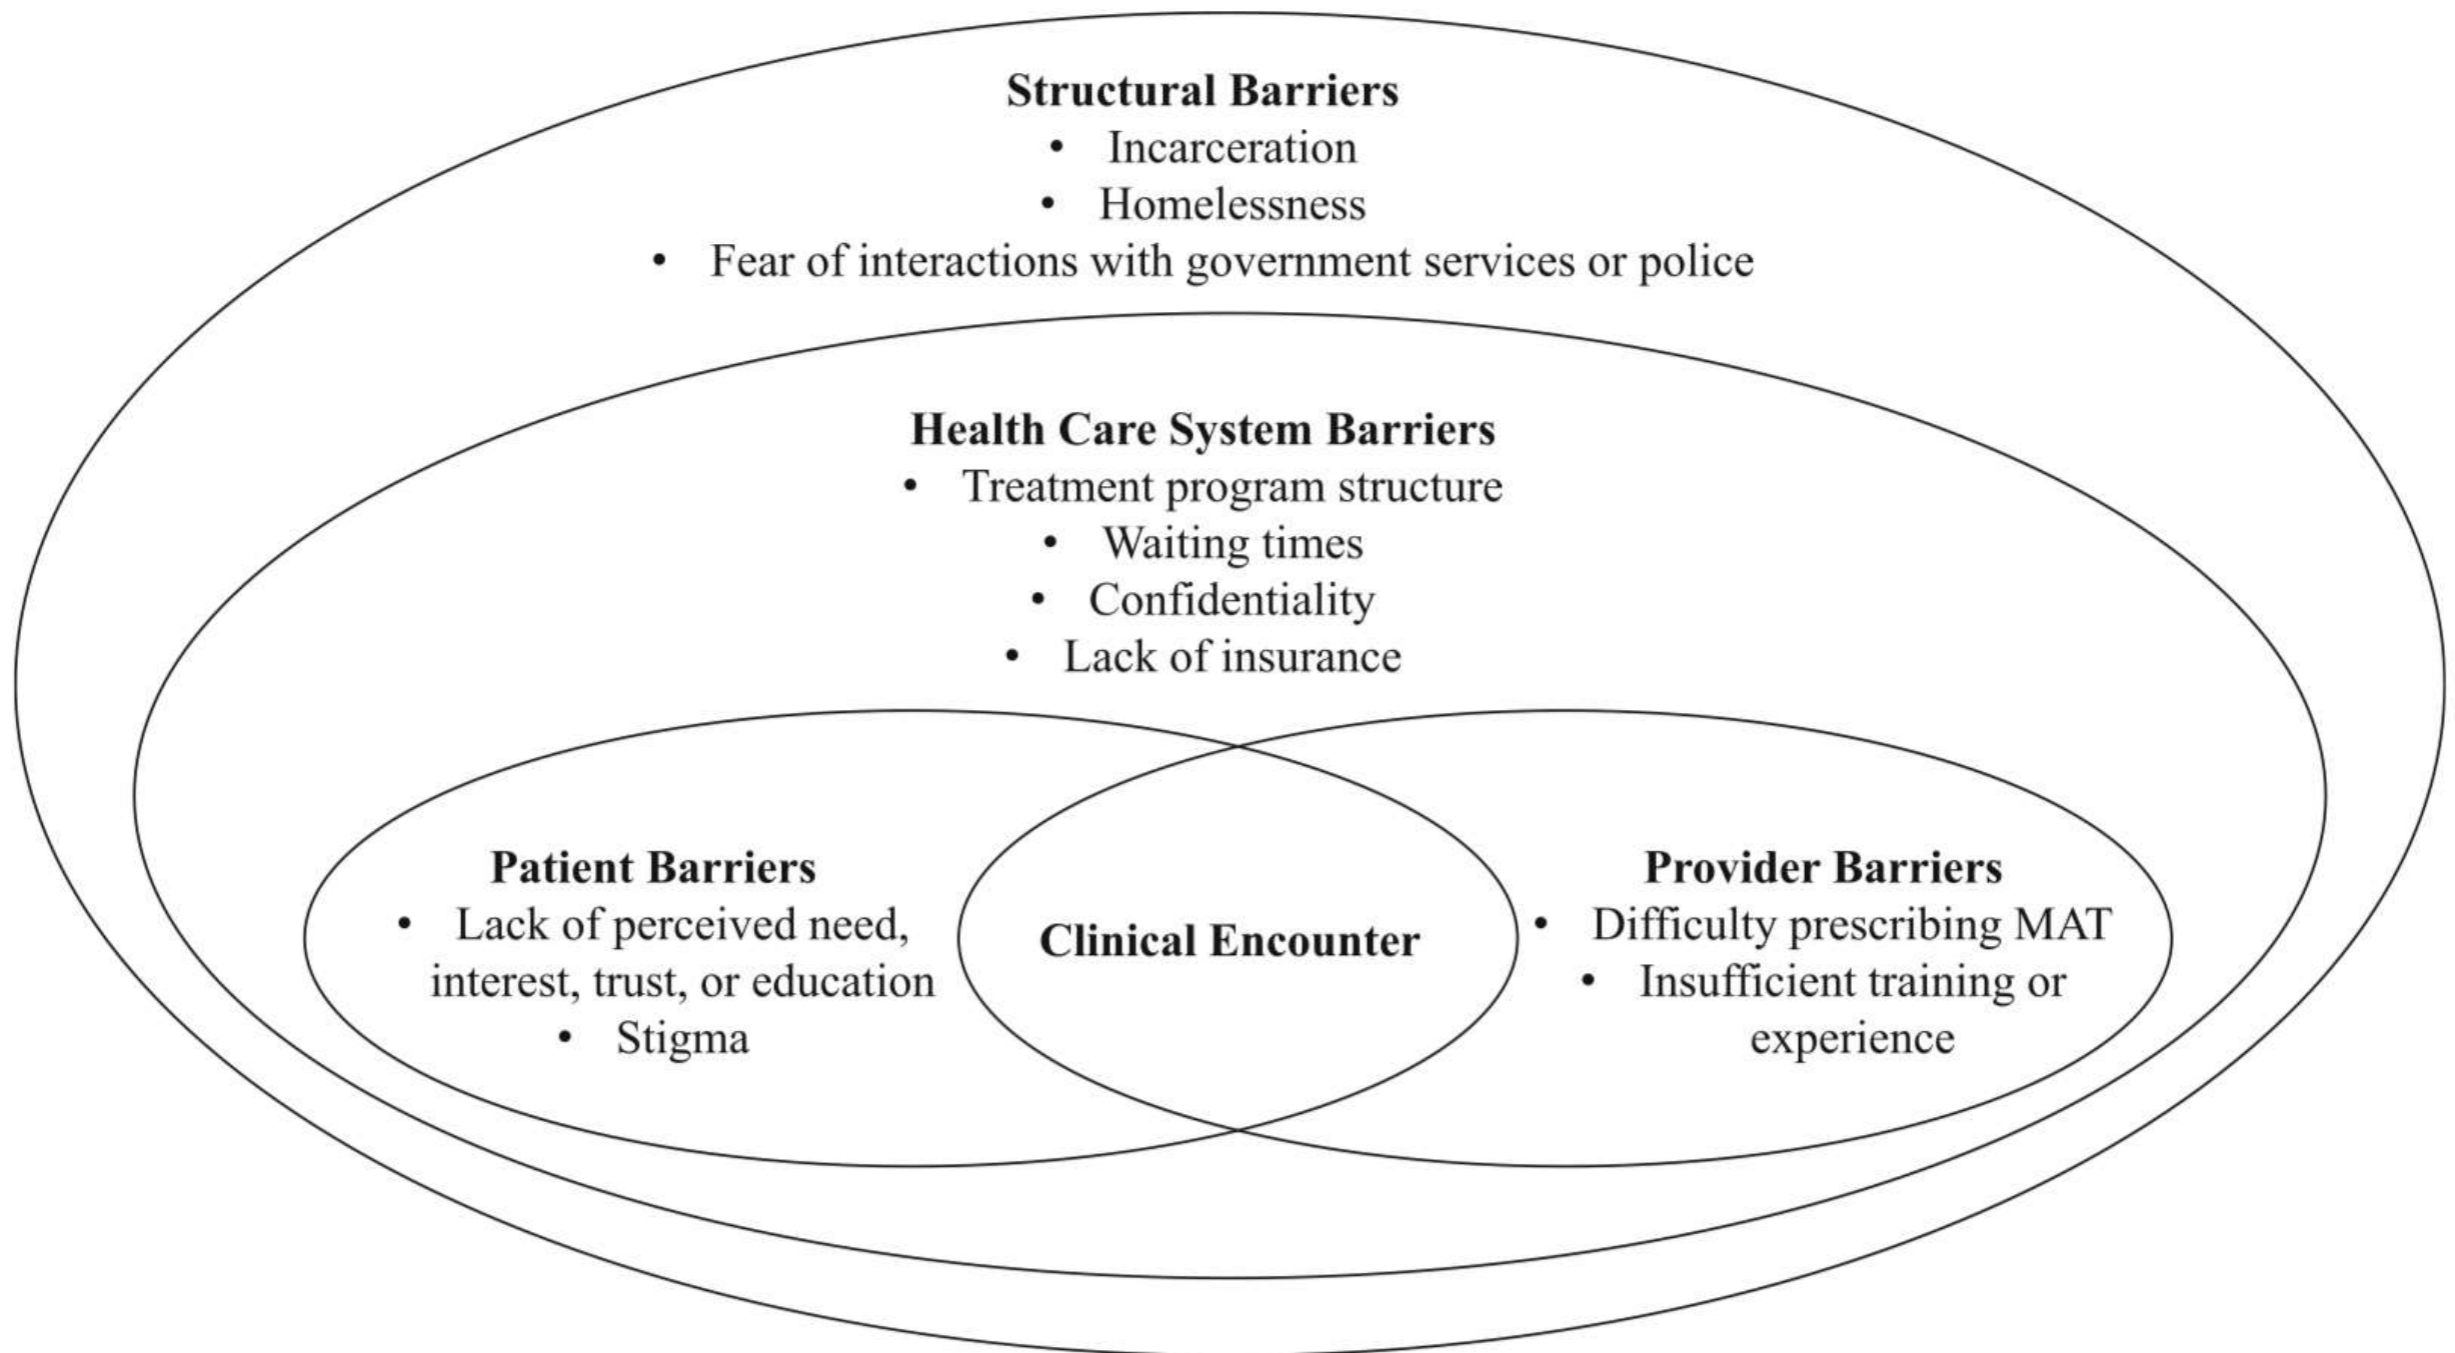 Structural Barriers
• Incarceration
• Homelessness
• Fear of interactions with government services or police
Health Care System Barriers
• Treatment program structure
• Waiting times
• Confidentiality
• Lack of insurance
Patient Barriers
• Lack of perceived need,
interest, trust, or education
• Stigma
Clinical Encounter
Provider Barriers
• Difficulty prescribing MAT
• Insufficient training or
experience